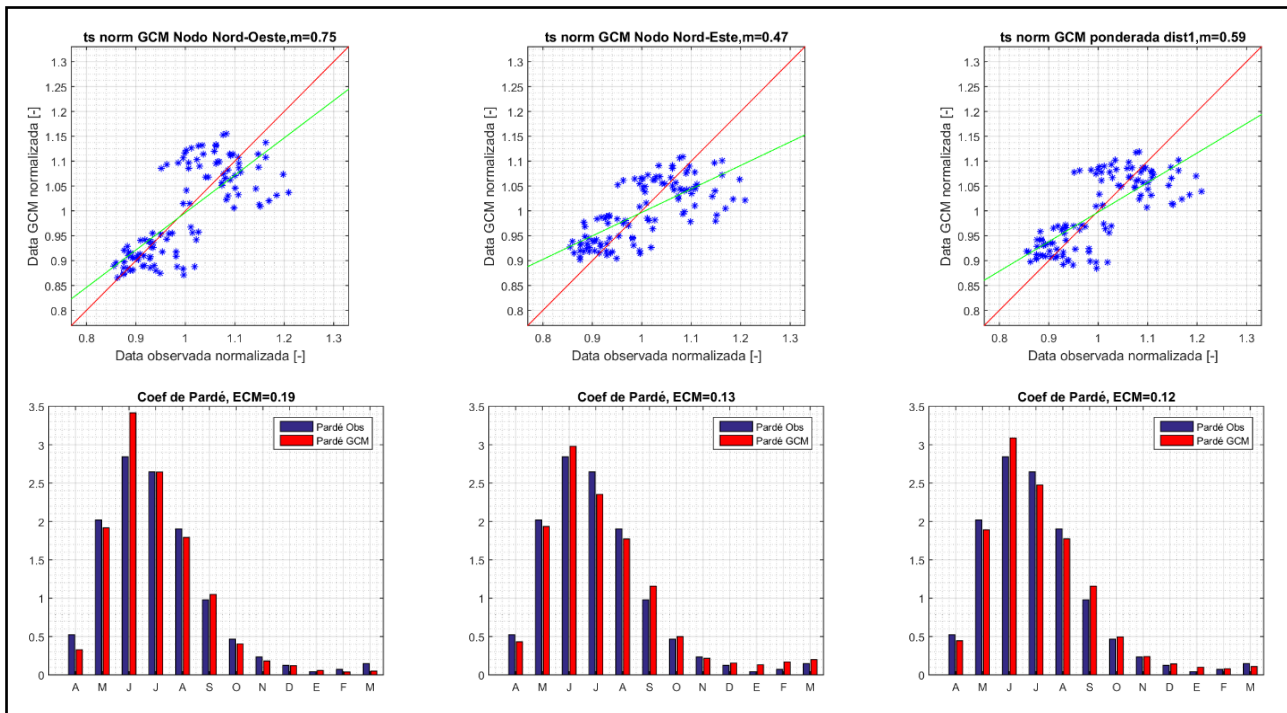 ts norm GCM Nodo Nord-Oeste,m=0.75
1.3
1.25
1.2
1.15
1.1
1.05
1
0.95
0.9
0.85
0.8
Data GCM normalizada [-]
0.8 0.9 1 1.1 1.2 1.3
Data observada normalizada [-]
ts norm GCM Nodo Nord-Este,m=0.47
1.3
1.25
1.2
1.15
1.1
1.05
1
0.95
0.9
0.85
0.8
Data GCM normalizada [-]
0.8 0.9 1 1.1 1.2 1.3
Data observada normalizada [-]
ts norm GCM ponderada dist1,m=0.59
1.3
1.25
1.2
1.15
1.1
1.05
1
0.95
0.9
0.85
0.8
Data GCM normalizada [-]
0.8 0.9 1 1.1 1.2 1.3
Data observada normalizada [-]
Coef de Pardé, ECM=0.19
3.5
3
2.5
2
1.5
1
0.5
0
Pardé Obs
Pardé GCM
A M J J A S O N D E F M
Coef de Pardé, ECM=0.13
3.5
3
2.5
2
1.5
1
0.5
0
Pardé Obs
Pardé GCM
A M J J A S O N D E F M
Coef de Pardé, ECM=0.12
3.5
3
2.5
2
1.5
1
0.5
0
Pardé Obs
Pardé GCM
A M J J A S O N D E F M